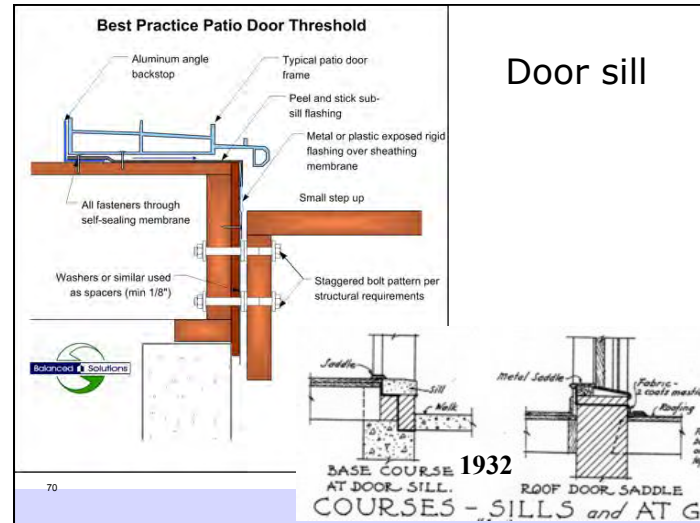 Best Practice Patio Door Threshold
Door sill
Aluminum angle
backstop
Typical patio door
frame
Peel and stick sub-
sill flashing
Metal or plastic exposed rigid
flashing over sheathing
membrane
All fasteners through
self-sealing membrane
Small step up
Washers or similar used
as spacers (min 1/8")
Staggered bolt pattern per
structural requirements
Balanced Solutions
Saddle
Sill
Walk
BASE COURSE
AT DOOR SILL.
1932
Metal Saddle
Fabric-
2 coats mastic
Roofing
ROOF DOOR SADDLE
COURSES - SILLS and AT G
70